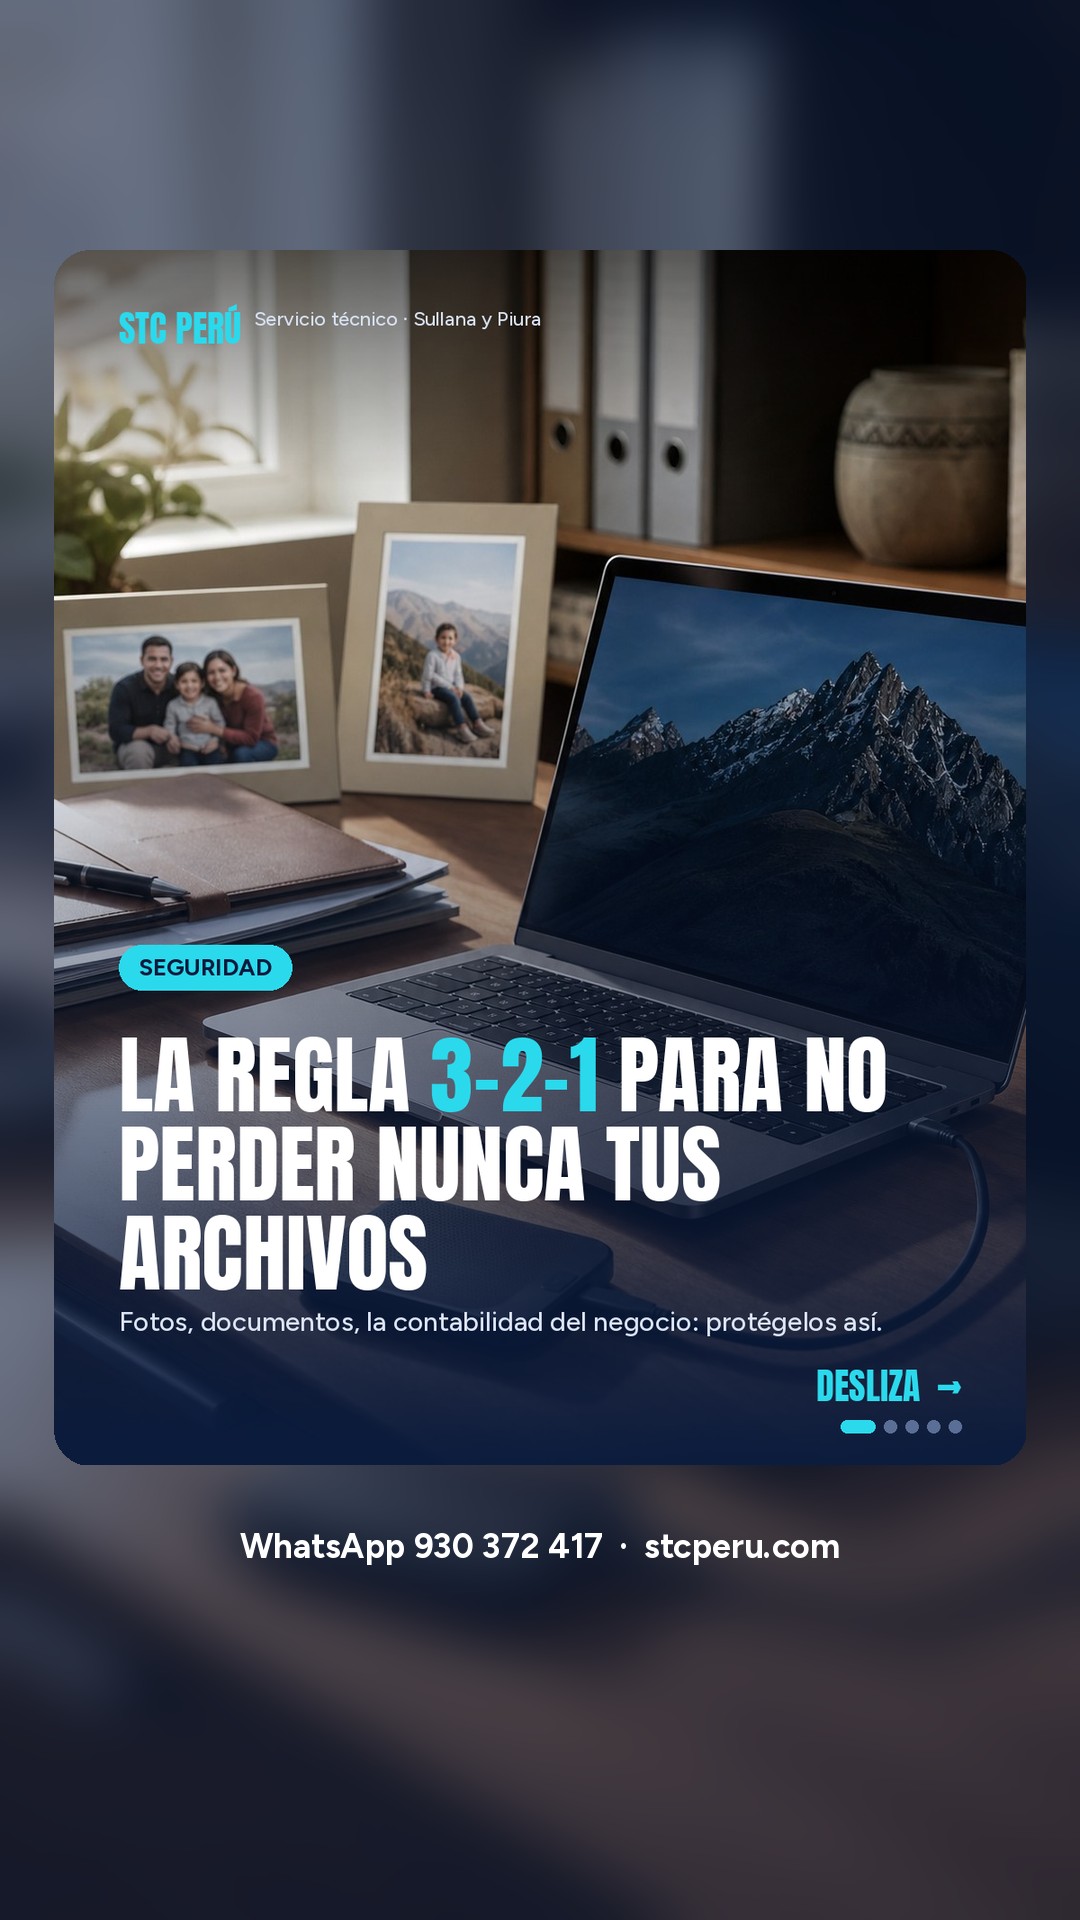 STC PERÚ Servicio técnico · Sullana y Piura
SEGURIDAD
LA REGLA 3-2-1 PARA NO
PERDER NUNCA TUS
ARCHIVOS
Fotos, documentos, la contabilidad del negocio: protégelos así.
DESLIZA →
WhatsApp 930 372 417 · stcperu.com